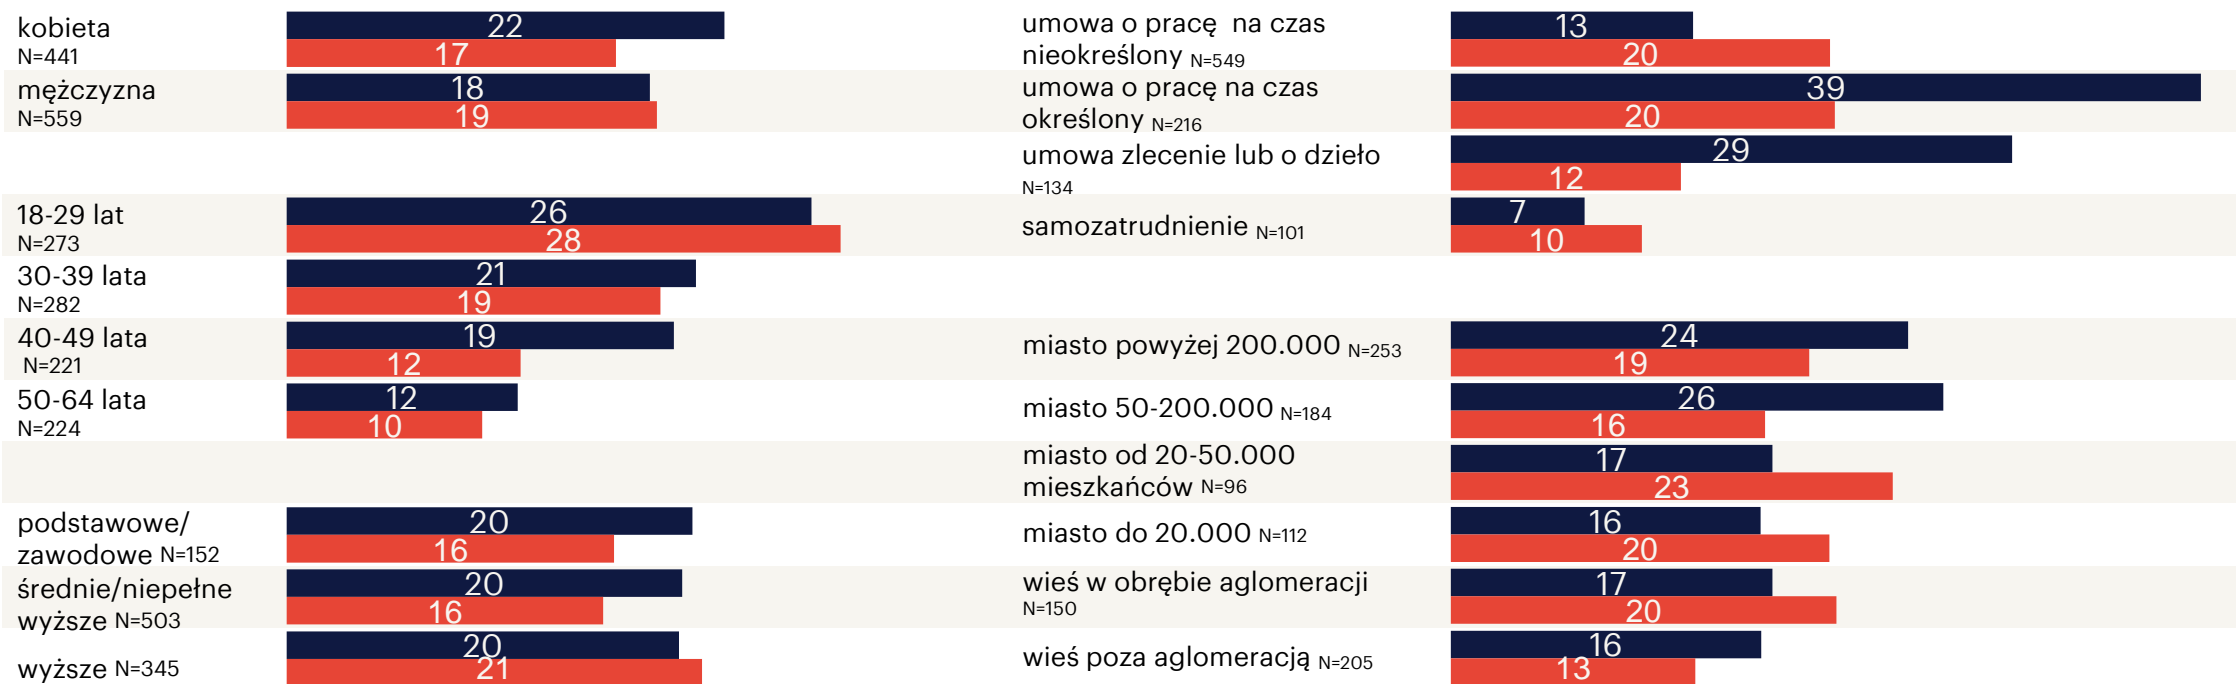 kobieta
N=441
22
17
mężczyzna
N=559
18
19
18-29 lat
N=273
26
28
30-39 lata
N=282
21
19
40-49 lata
N=221
19
12
50-64 lata
N=224
12
10
podstawowe/
zawodowe N=152
20
16
średnie/niepełne
wyższe N=503
20
16
wyższe N=345
20
21
umowa o pracę na czas
nieokreślony N=549
13
20
umowa o pracę na czas
określony N=216
39
20
umowa zlecenie lub o dzieło
N=134
29
12
samozatrudnienie N=101
7
10
miasto powyżej 200.000 N=253
24
19
miasto 50-200.000 N=184
26
16
miasto od 20-50.000
mieszkańców N=96
17
23
miasto do 20.000 N=112
16
20
wieś w obrębie aglomeracji
N=150
17
20
wieś poza aglomeracją N=205
16
13